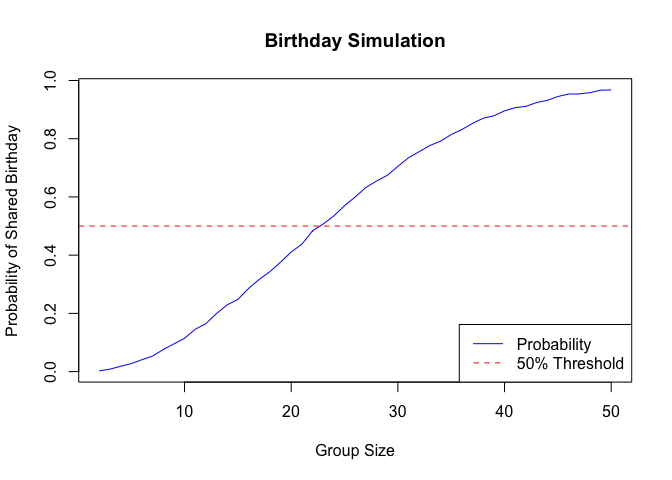 Birthday Simulation
Probability of Shared Birthday
1.0
0.8
0.6
0.4
0.2
0.0
Probability
50% Threshold
10 20 30 40 50
Group Size